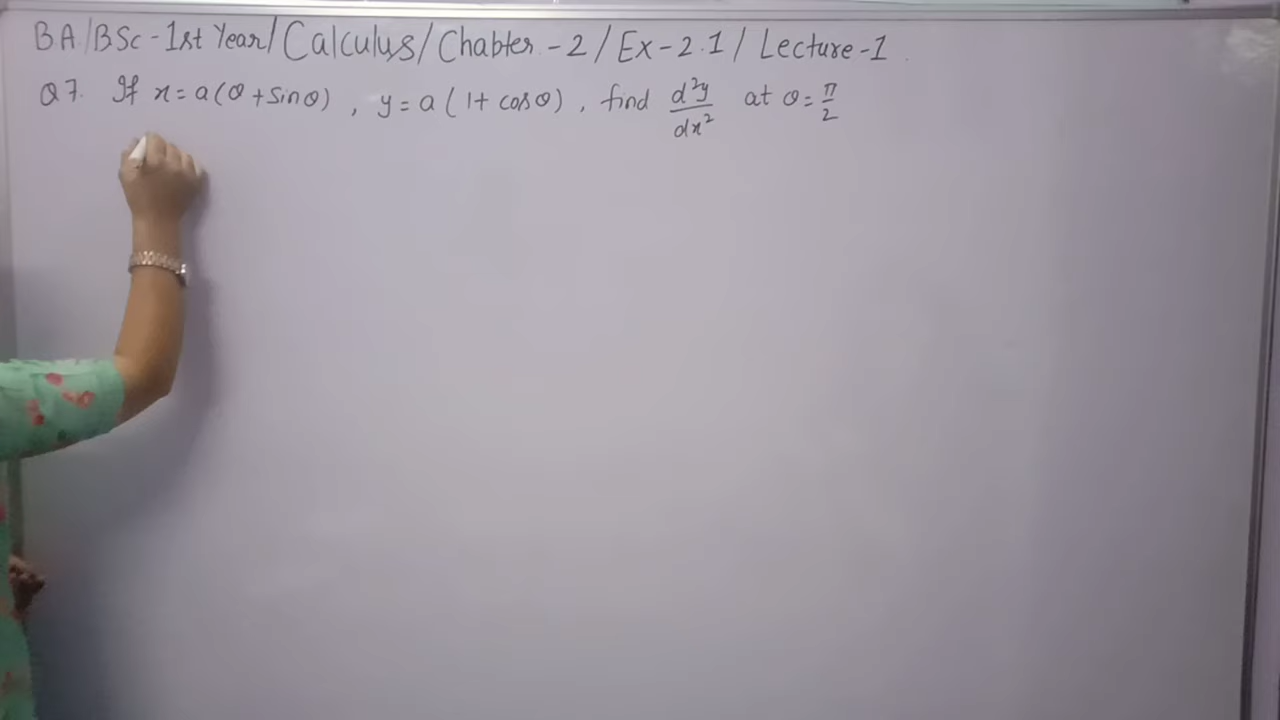 BA/BSc-1st Year/Calculus/Chabter-2/Ex-2.1/Lecture-1
Q7. If x=a(θ+sinθ), y=a(1+cosθ), find d²y/dx² at θ=π/2